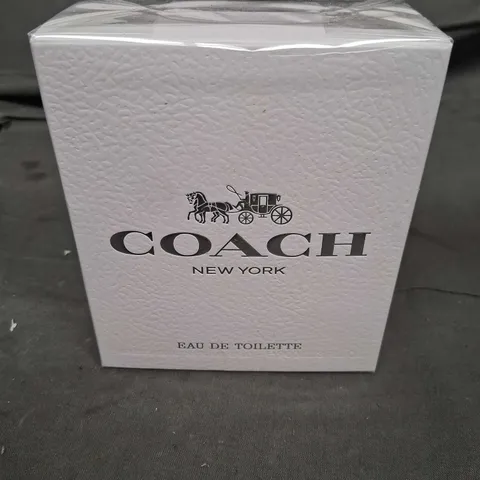 COACH
NEW YORK
EAU DE TOILETTE